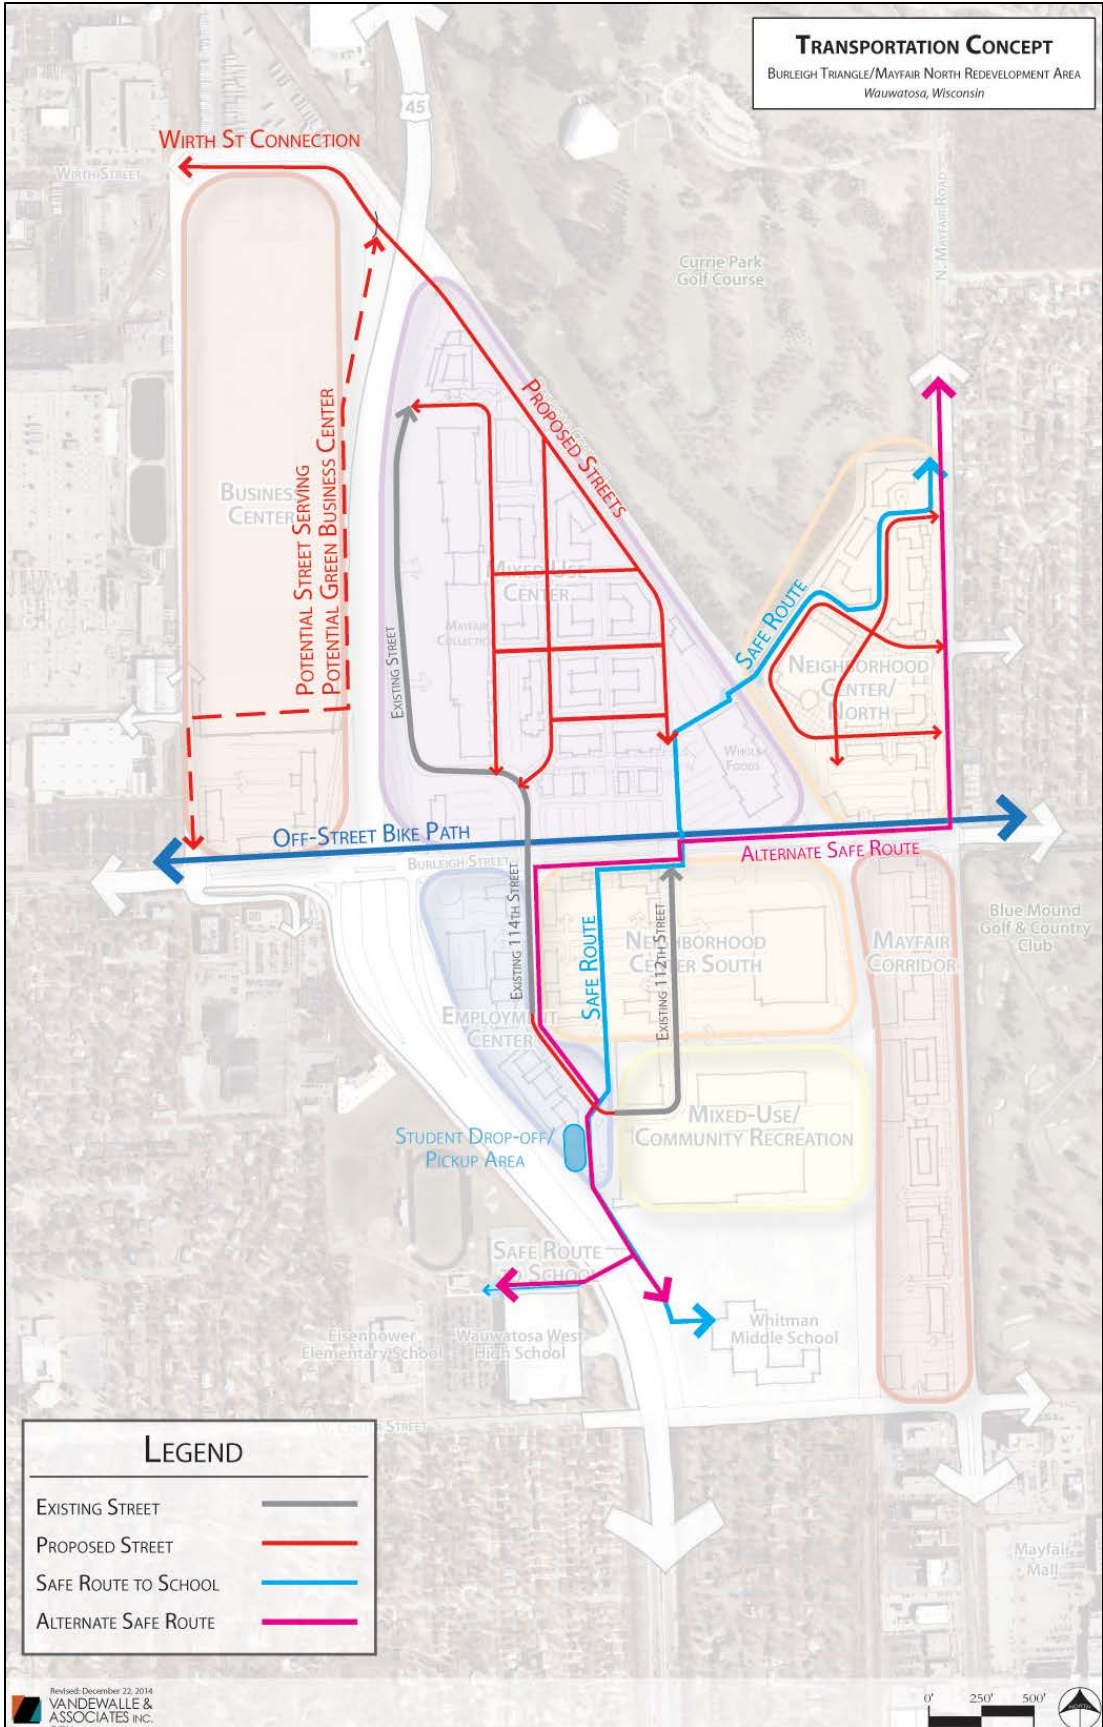 TRANSPORTATION CONCEPT
BURLEIGH TRIANGLE/MAYFAIR NORTH REDEVELOPMENT AREA
Wauwatosa, Wisconsin
45
WIRTH ST CONNECTION
WIRTH STREET
N. MAYFAIR ROAD
Currie Park
Golf Course
PROPOSED STREETS
BUSINESS
CENTER
POTENTIAL STREET SERVING
POTENTIAL GREEN BUSINESS CENTER
MIXED-USE
CENTER
MAYFAIR
COLLECTION
EXISTING STREET
SAFE ROUTE
NEIGHBORHOOD
CENTER/
NORTH
WHOLE
FOODS
OFF-STREET BIKE PATH
BURLEIGH STREET
ALTERNATE SAFE ROUTE
EXISTING 114TH STREET
SAFE ROUTE
NEIGHBORHOOD
CENTER SOUTH
EXISTING 112TH STREET
MAYFAIR
CORRIDOR
Blue Mound
Golf & Country
Club
EMPLOYMENT
CENTER
STUDENT DROP-OFF/
PICKUP AREA
MIXED-USE/
COMMUNITY RECREATION
SAFE ROUTE
TO SCHOOL
Eisenhower
Elementary School
Wauwatosa West
High School
Whitman
Middle School
STREET
Mayfair
Mall
LEGEND
EXISTING STREET
PROPOSED STREET
SAFE ROUTE TO SCHOOL
ALTERNATE SAFE ROUTE
Revised: December 22, 2014
VANDEWALLE &
ASSOCIATES INC.
0' 250' 500'
NORTH